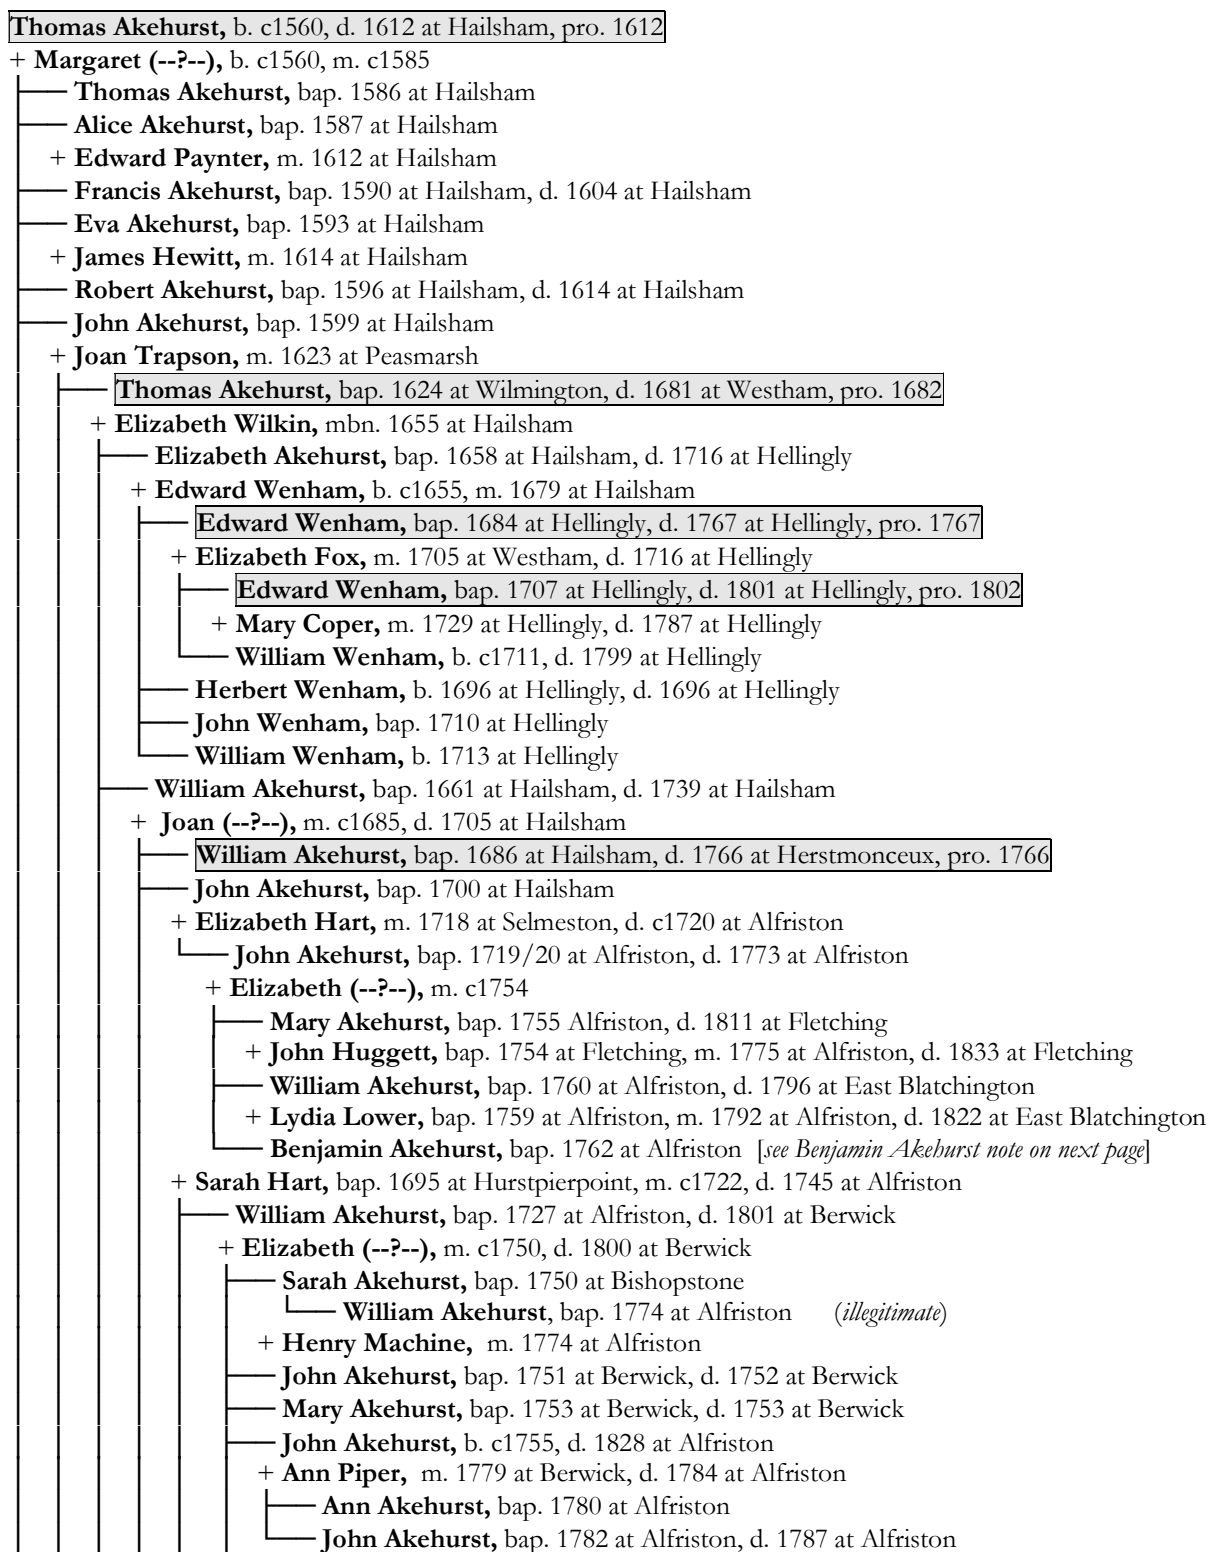 Thomas Akehurst, b. c1560, d. 1612 at Hailsham, pro. 1612
+ Margaret (--?--), b. c1560, m. c1585
Thomas Akehurst, bap. 1586 at Hailsham
Alice Akehurst, bap. 1587 at Hailsham
+ Edward Paynter, m. 1612 at Hailsham
Francis Akehurst, bap. 1590 at Hailsham, d. 1604 at Hailsham
Eva Akehurst, bap. 1593 at Hailsham
+ James Hewitt, m. 1614 at Hailsham
Robert Akehurst, bap. 1596 at Hailsham, d. 1614 at Hailsham
John Akehurst, bap. 1599 at Hailsham
+ Joan Trapson, m. 1623 at Peasmarsh
Thomas Akehurst, bap. 1624 at Wilmington, d. 1681 at Westham, pro. 1682
+ Elizabeth Wilkin, mbn. 1655 at Hailsham
Elizabeth Akehurst, bap. 1658 at Hailsham, d. 1716 at Hellingly
+ Edward Wenham, b. c1655, m. 1679 at Hailsham
Edward Wenham, bap. 1684 at Hellingly, d. 1767 at Hellingly, pro. 1767
+ Elizabeth Fox, m. 1705 at Westham, d. 1716 at Hellingly
Edward Wenham, bap. 1707 at Hellingly, d. 1801 at Hellingly, pro. 1802
+ Mary Coper, m. 1729 at Hellingly, d. 1787 at Hellingly
William Wenham, b. c1711, d. 1799 at Hellingly
Herbert Wenham, b. 1696 at Hellingly, d. 1696 at Hellingly
John Wenham, bap. 1710 at Hellingly
William Wenham, b. 1713 at Hellingly
William Akehurst, bap. 1661 at Hailsham, d. 1739 at Hailsham
+ Joan (--?--), m. c1685, d. 1705 at Hailsham
William Akehurst, bap. 1686 at Hailsham, d. 1766 at Herstmonceux, pro. 1766
John Akehurst, bap. 1700 at Hailsham
+ Elizabeth Hart, m. 1718 at Selmeston, d. c1720 at Alfriston
John Akehurst, bap. 1719/20 at Alfriston, d. 1773 at Alfriston
+ Elizabeth (--?--), m. c1754
Mary Akehurst, bap. 1755 Alfriston, d. 1811 at Fletching
+ John Huggett, bap. 1754 at Fletching, m. 1775 at Alfriston, d. 1833 at Fletching
William Akehurst, bap. 1760 at Alfriston, d. 1796 at East Blatchington
+ Lydia Lower, bap. 1759 at Alfriston, m. 1792 at Alfriston, d. 1822 at East Blatchington
Benjamin Akehurst, bap. 1762 at Alfriston [see Benjamin Akehurst note on next page]
+ Sarah Hart, bap. 1695 at Hurstpierpoint, m. c1722, d. 1745 at Alfriston
William Akehurst, bap. 1727 at Alfriston, d. 1801 at Berwick
+ Elizabeth (--?--), m. c1750, d. 1800 at Berwick
Sarah Akehurst, bap. 1750 at Bishopstone
William Akehurst, bap. 1774 at Alfriston (illegitimate)
+ Henry Machine, m. 1774 at Alfriston
John Akehurst, bap. 1751 at Berwick, d. 1752 at Berwick
Mary Akehurst, bap. 1753 at Berwick, d. 1753 at Berwick
John Akehurst, b. c1755, d. 1828 at Alfriston
+ Ann Piper, m. 1779 at Berwick, d. 1784 at Alfriston
Ann Akehurst, bap. 1780 at Alfriston
John Akehurst, bap. 1782 at Alfriston, d. 1787 at Alfriston